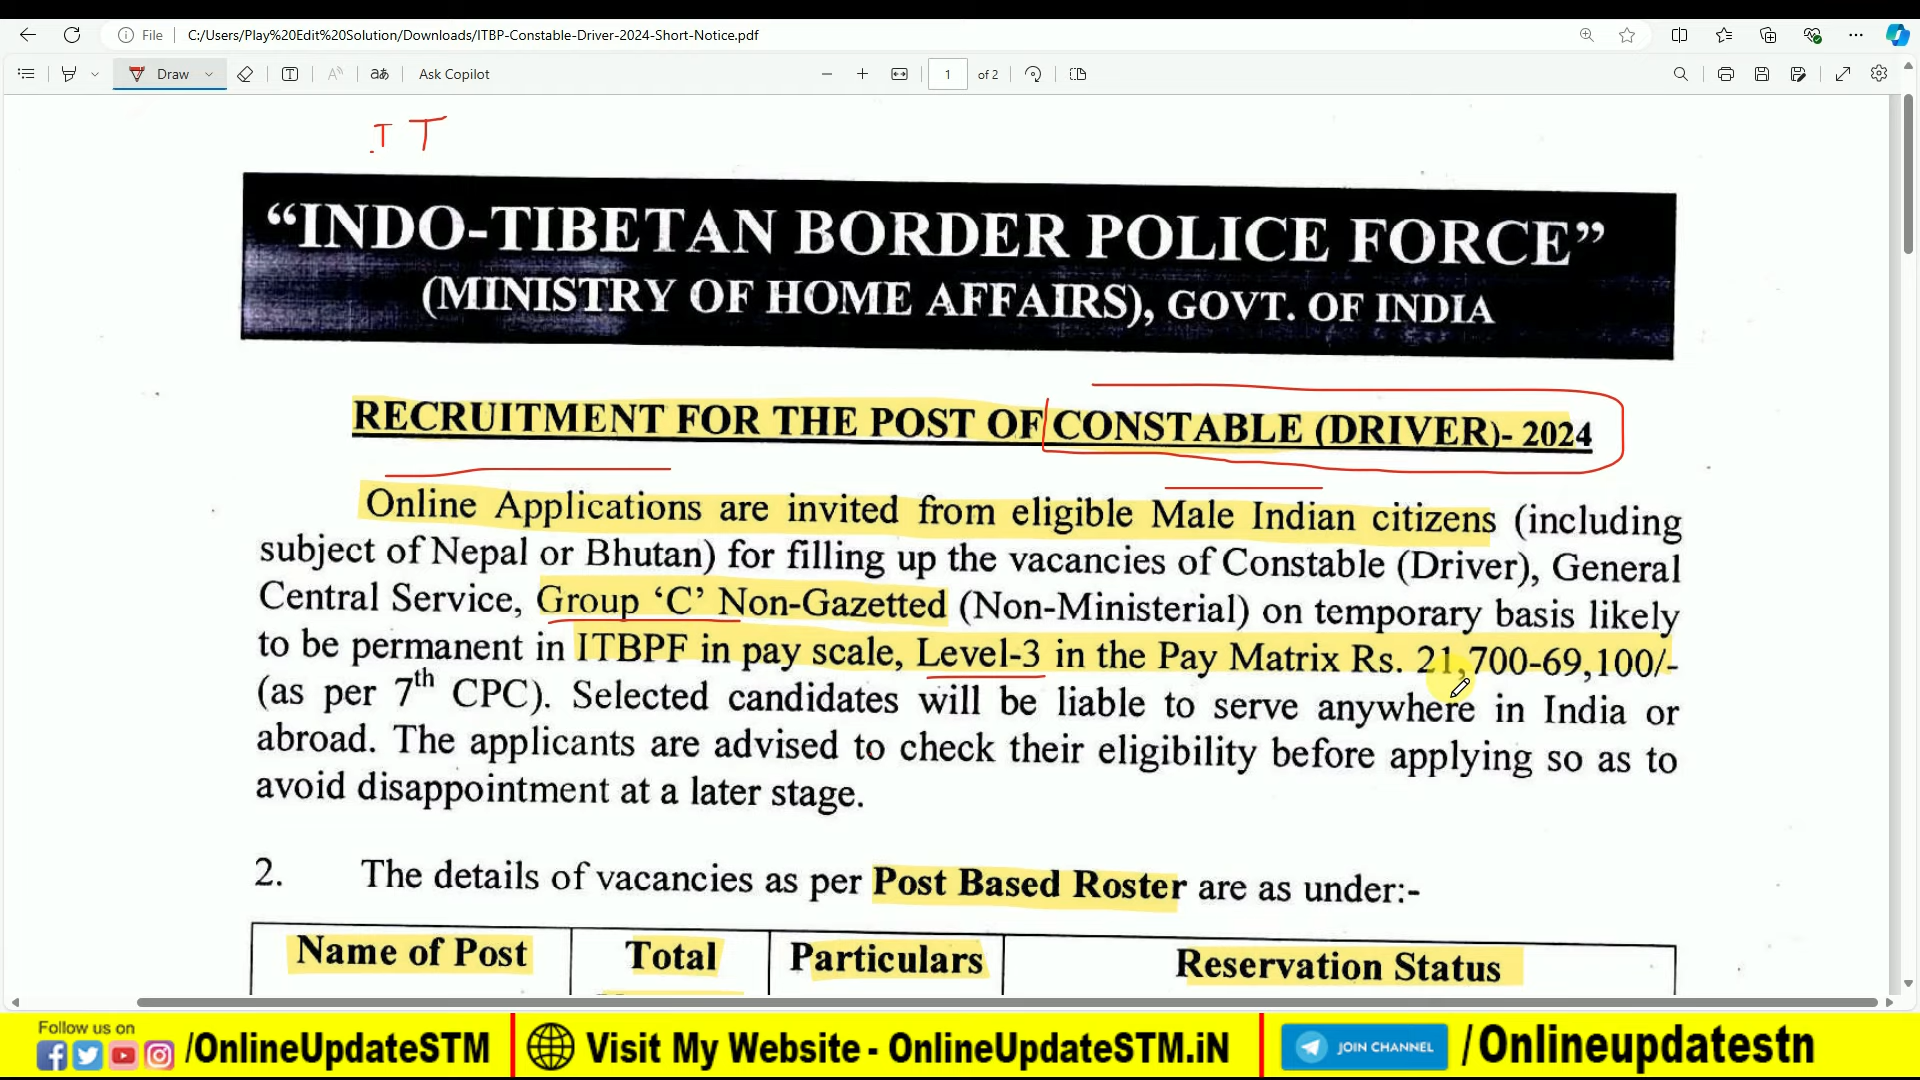 File C:/Users/Play%20Edit%20Solution/Downloads/ITBP-Constable-Driver-2024-Short-Notice.pdf
Draw Ask Copilot 1 of 2
I T
“INDO-TIBETAN BORDER POLICE FORCE”
(MINISTRY OF HOME AFFAIRS), GOVT. OF INDIA
RECRUITMENT FOR THE POST OF CONSTABLE (DRIVER)- 2024
Online Applications are invited from eligible Male Indian citizens (including
subject of Nepal or Bhutan) for filling up the vacancies of Constable (Driver), General
Central Service, Group ‘C’ Non-Gazetted (Non-Ministerial) on temporary basis likely
to be permanent in ITBPF in pay scale, Level-3 in the Pay Matrix Rs. 21,700-69,100/-
(as per 7th CPC). Selected candidates will be liable to serve anywhere in India or
abroad. The applicants are advised to check their eligibility before applying so as to
avoid disappointment at a later stage.
2. The details of vacancies as per Post Based Roster are as under:-
Name of Post Total Particulars Reservation Status
Follow us on
/OnlineUpdateSTM Visit My Website - OnlineUpdateSTM.iN JOIN CHANNEL /Onlineupdatestn